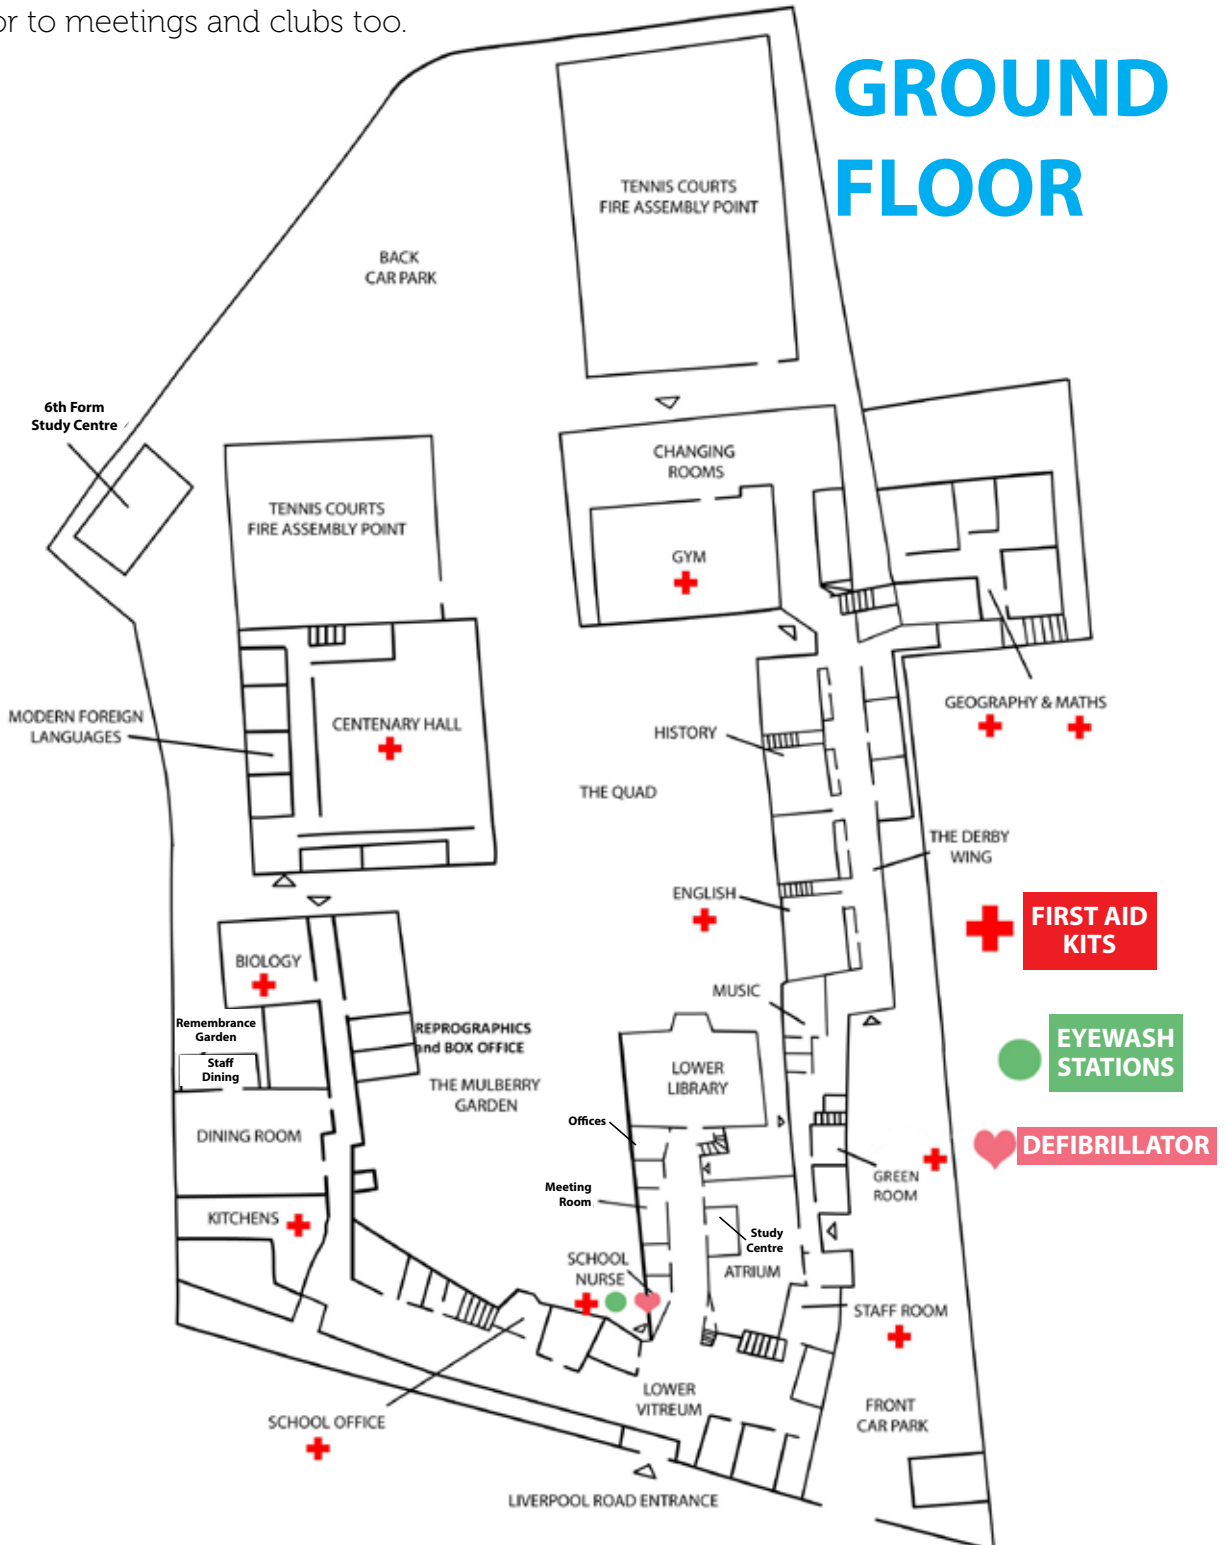 or to meetings and clubs too.
GROUND
FLOOR
TENNIS COURTS
FIRE ASSEMBLY POINT
BACK
CAR PARK
6th Form
Study Centre
CHANGING
ROOMS
TENNIS COURTS
FIRE ASSEMBLY POINT
GYM
MODERN FOREIGN
LANGUAGES
CENTENARY HALL
HISTORY
GEOGRAPHY & MATHS
THE QUAD
THE DERBY
WING
ENGLISH
FIRST AID
KITS
BIOLOGY
MUSIC
Remembrance
Garden
REPROGRAPHICS
and BOX OFFICE
EYEWASH
STATIONS
Staff
Dining
THE MULBERRY
GARDEN
LOWER
LIBRARY
Offices
DINING ROOM
DEFIBRILLATOR
GREEN
ROOM
Meeting
Room
KITCHENS
Study
Centre
SCHOOL
NURSE
ATRIUM
STAFF ROOM
LOWER
VITREUM
FRONT
CAR PARK
SCHOOL OFFICE
LIVERPOOL ROAD ENTRANCE